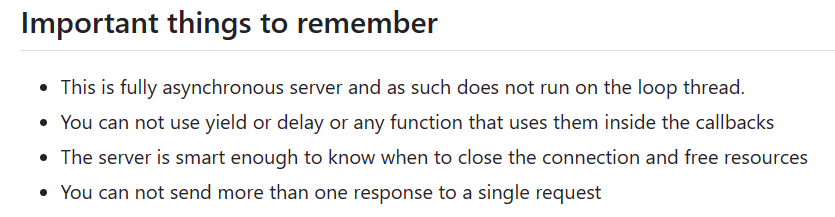 Important things to remember
This is fully asynchronous server and as such does not run on the loop thread.
You can not use yield or delay or any function that uses them inside the callbacks
The server is smart enough to know when to close the connection and free resources
You can not send more than one response to a single request